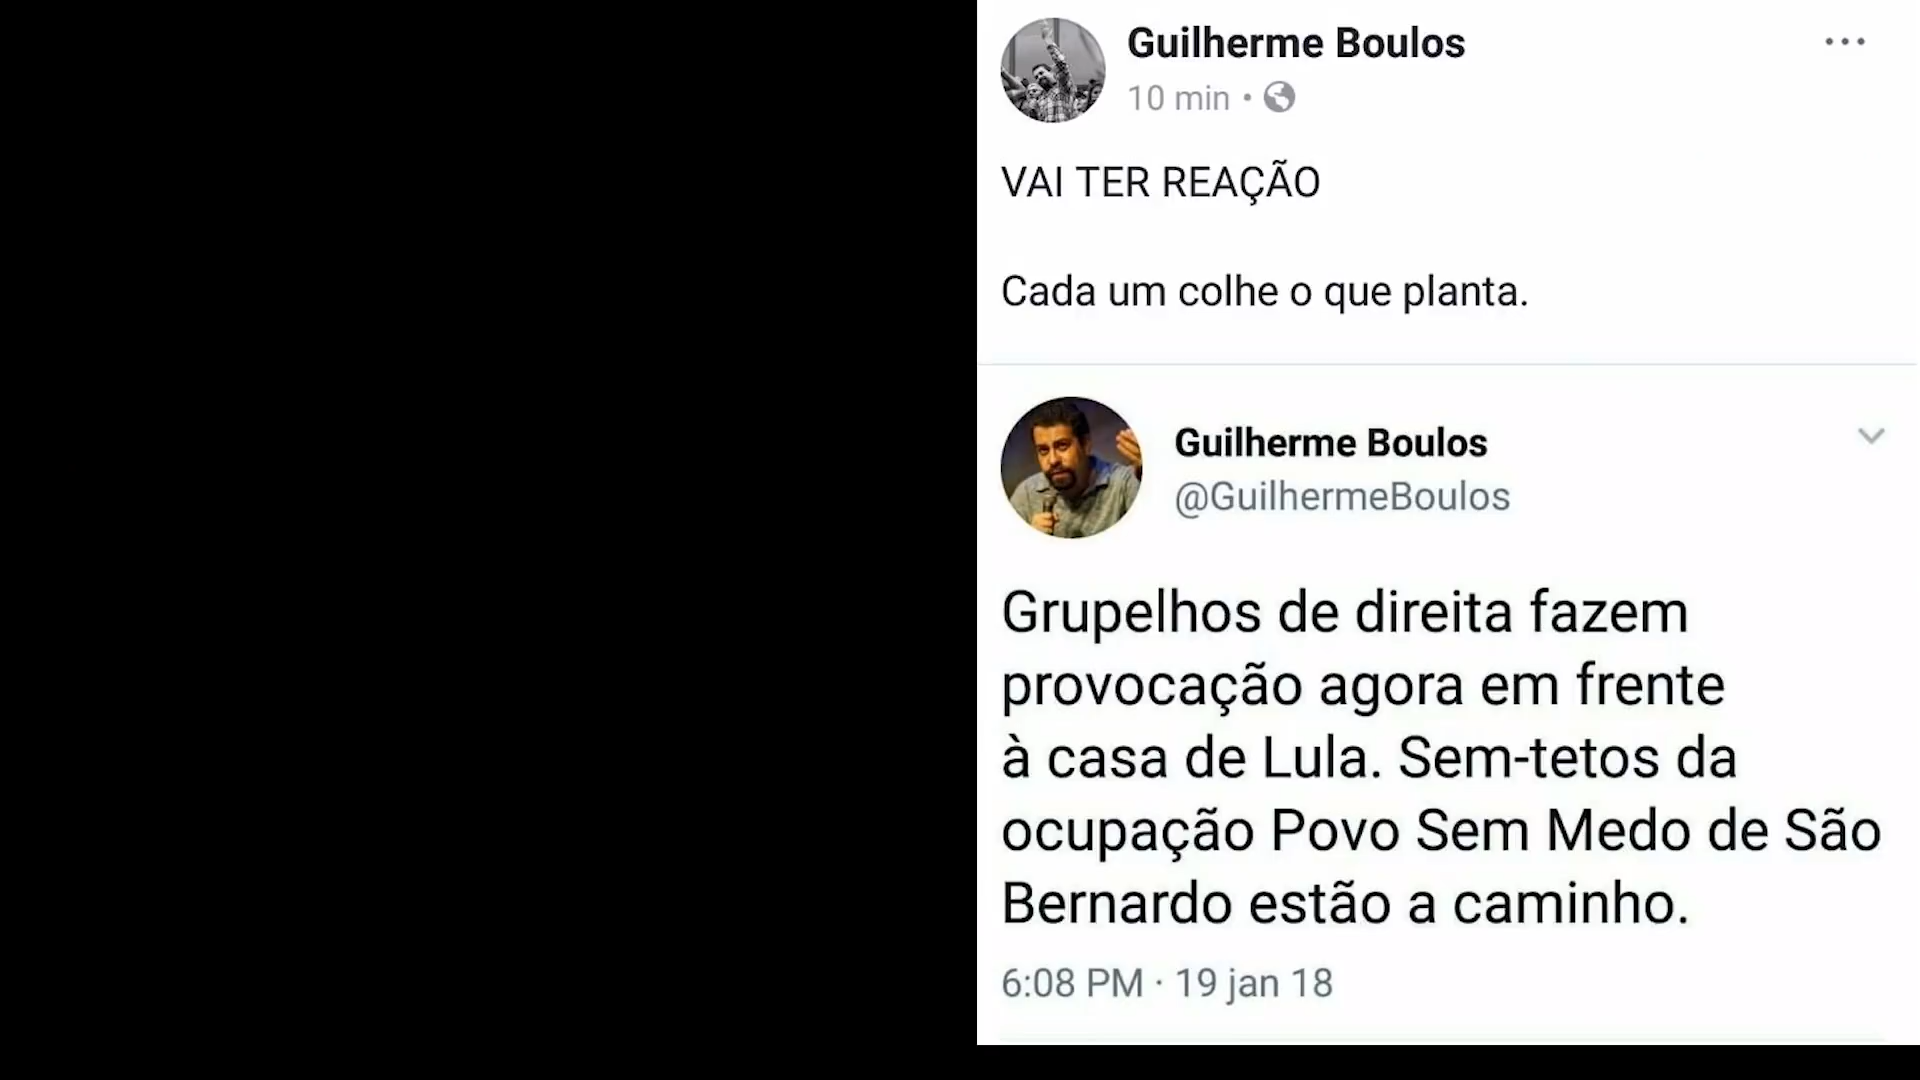 Guilherme Boulos
10 min •
VAI TER REAÇÃO
Cada um colhe o que planta.
Guilherme Boulos
@GuilhermeBoulos
Grupelhos de direita fazem
provocação agora em frente
à casa de Lula. Sem-tetos da
ocupação Povo Sem Medo de São
Bernardo estão a caminho.
6:08 PM · 19 jan 18